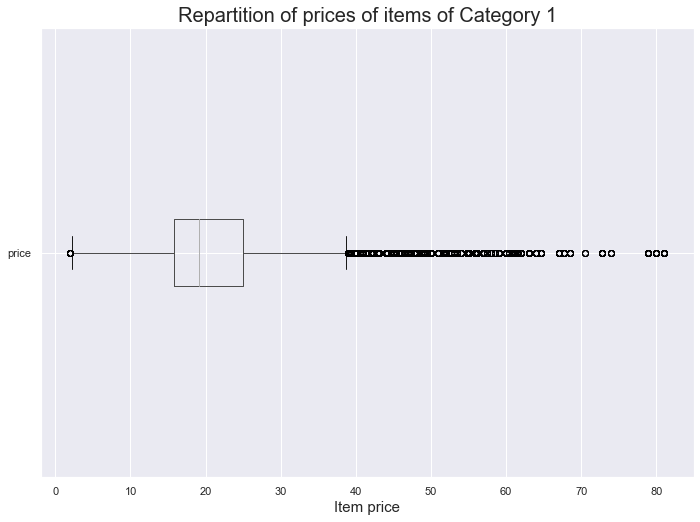 Repartition of prices of items of Category 1
price
0 10 20 30 40 50 60 70 80
Item price